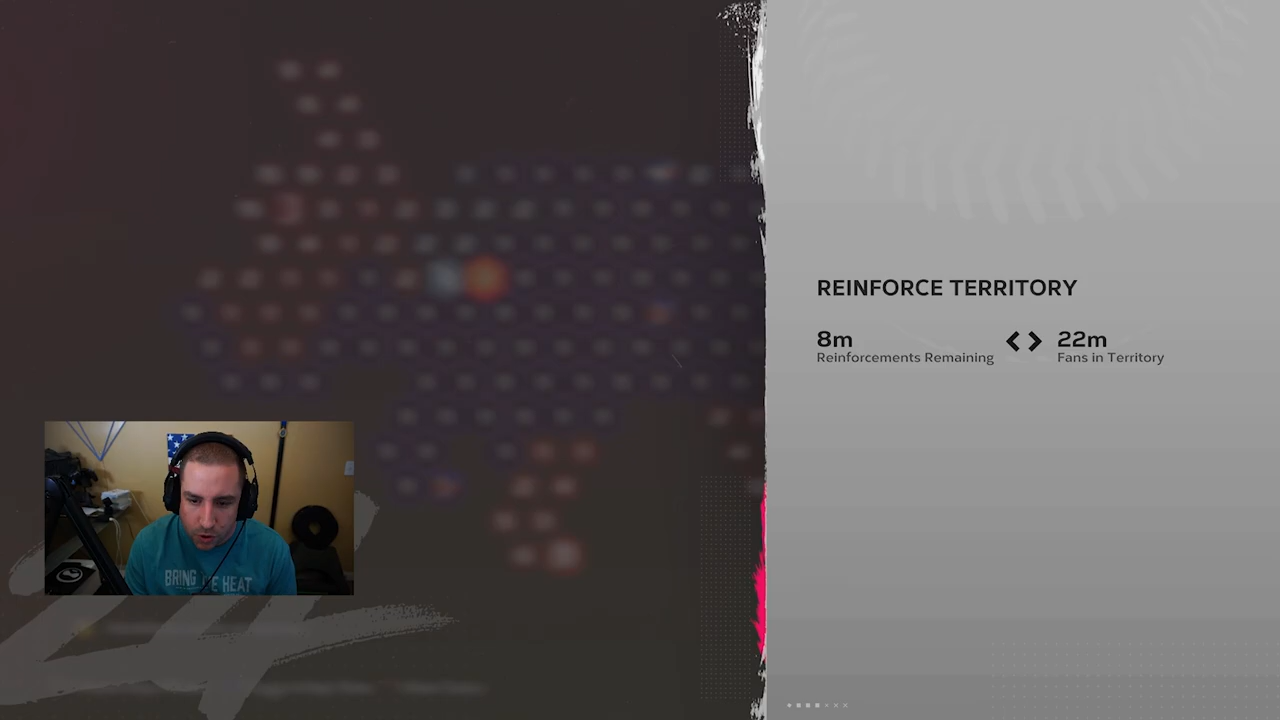 REINFORCE TERRITORY
8m
Reinforcements Remaining
22m
Fans in Territory
BRING THE HEAT